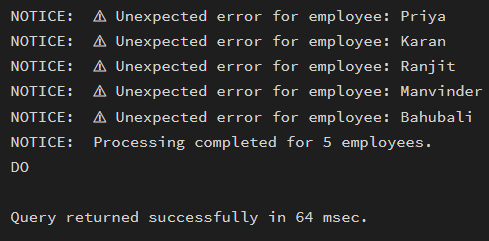 NOTICE:  ⚠ Unexpected error for employee: Priya
NOTICE:  ⚠ Unexpected error for employee: Karan
NOTICE:  ⚠ Unexpected error for employee: Ranjit
NOTICE:  ⚠ Unexpected error for employee: Manvinder
NOTICE:  ⚠ Unexpected error for employee: Bahubali
NOTICE:  Processing completed for 5 employees.
DO
Query returned successfully in 64 msec.